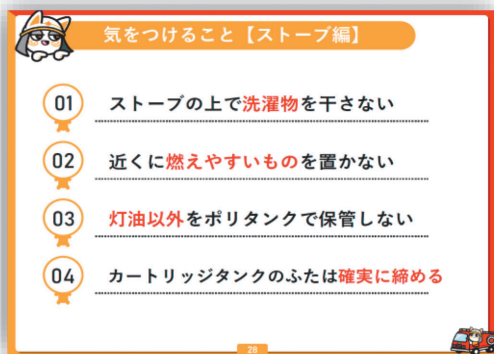 気をつけること【ストーブ編】
01 ストーブの上で洗濯物を干さない
02 近くに燃えやすいものを置かない
03 灯油以外をポリタンクで保管しない
04 カートリッジタンクのふたは確実に締める
28